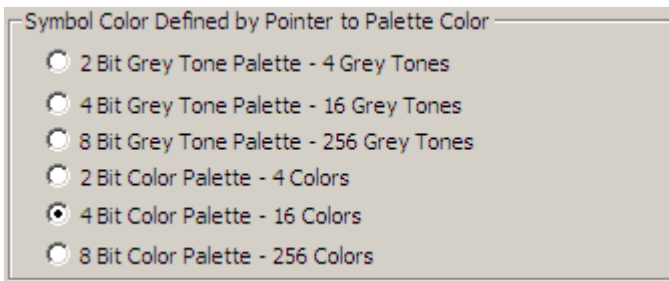 Symbol Color Defined by Pointer to Palette Color
2 Bit Grey Tone Palette - 4 Grey Tones
4 Bit Grey Tone Palette - 16 Grey Tones
8 Bit Grey Tone Palette - 256 Grey Tones
2 Bit Color Palette - 4 Colors
4 Bit Color Palette - 16 Colors
8 Bit Color Palette - 256 Colors